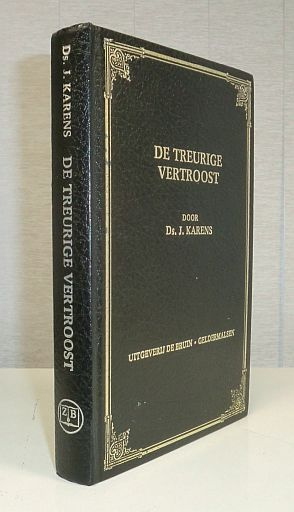 Ds. J. KARENS
DE TREURIGE VERTROOST
Z B
DE TREURIGE
VERTROOST
DOOR
Ds. J. KARENS
UITGEVERIJ DE BRUIN - GELDERMALSEN